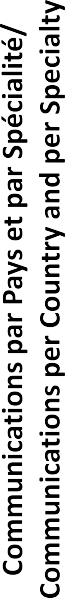 Communications par Pays et par Spécialité/
Communications per Country and per Specialty